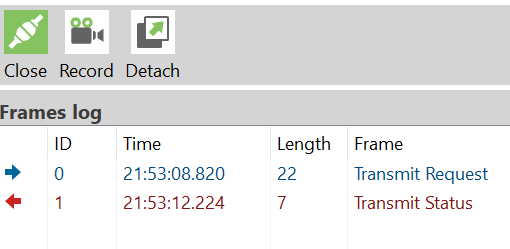 Close Record Detach
Frames log
ID Time Length Frame
0 21:53:08.820 22 Transmit Request
1 21:53:12.224 7 Transmit Status